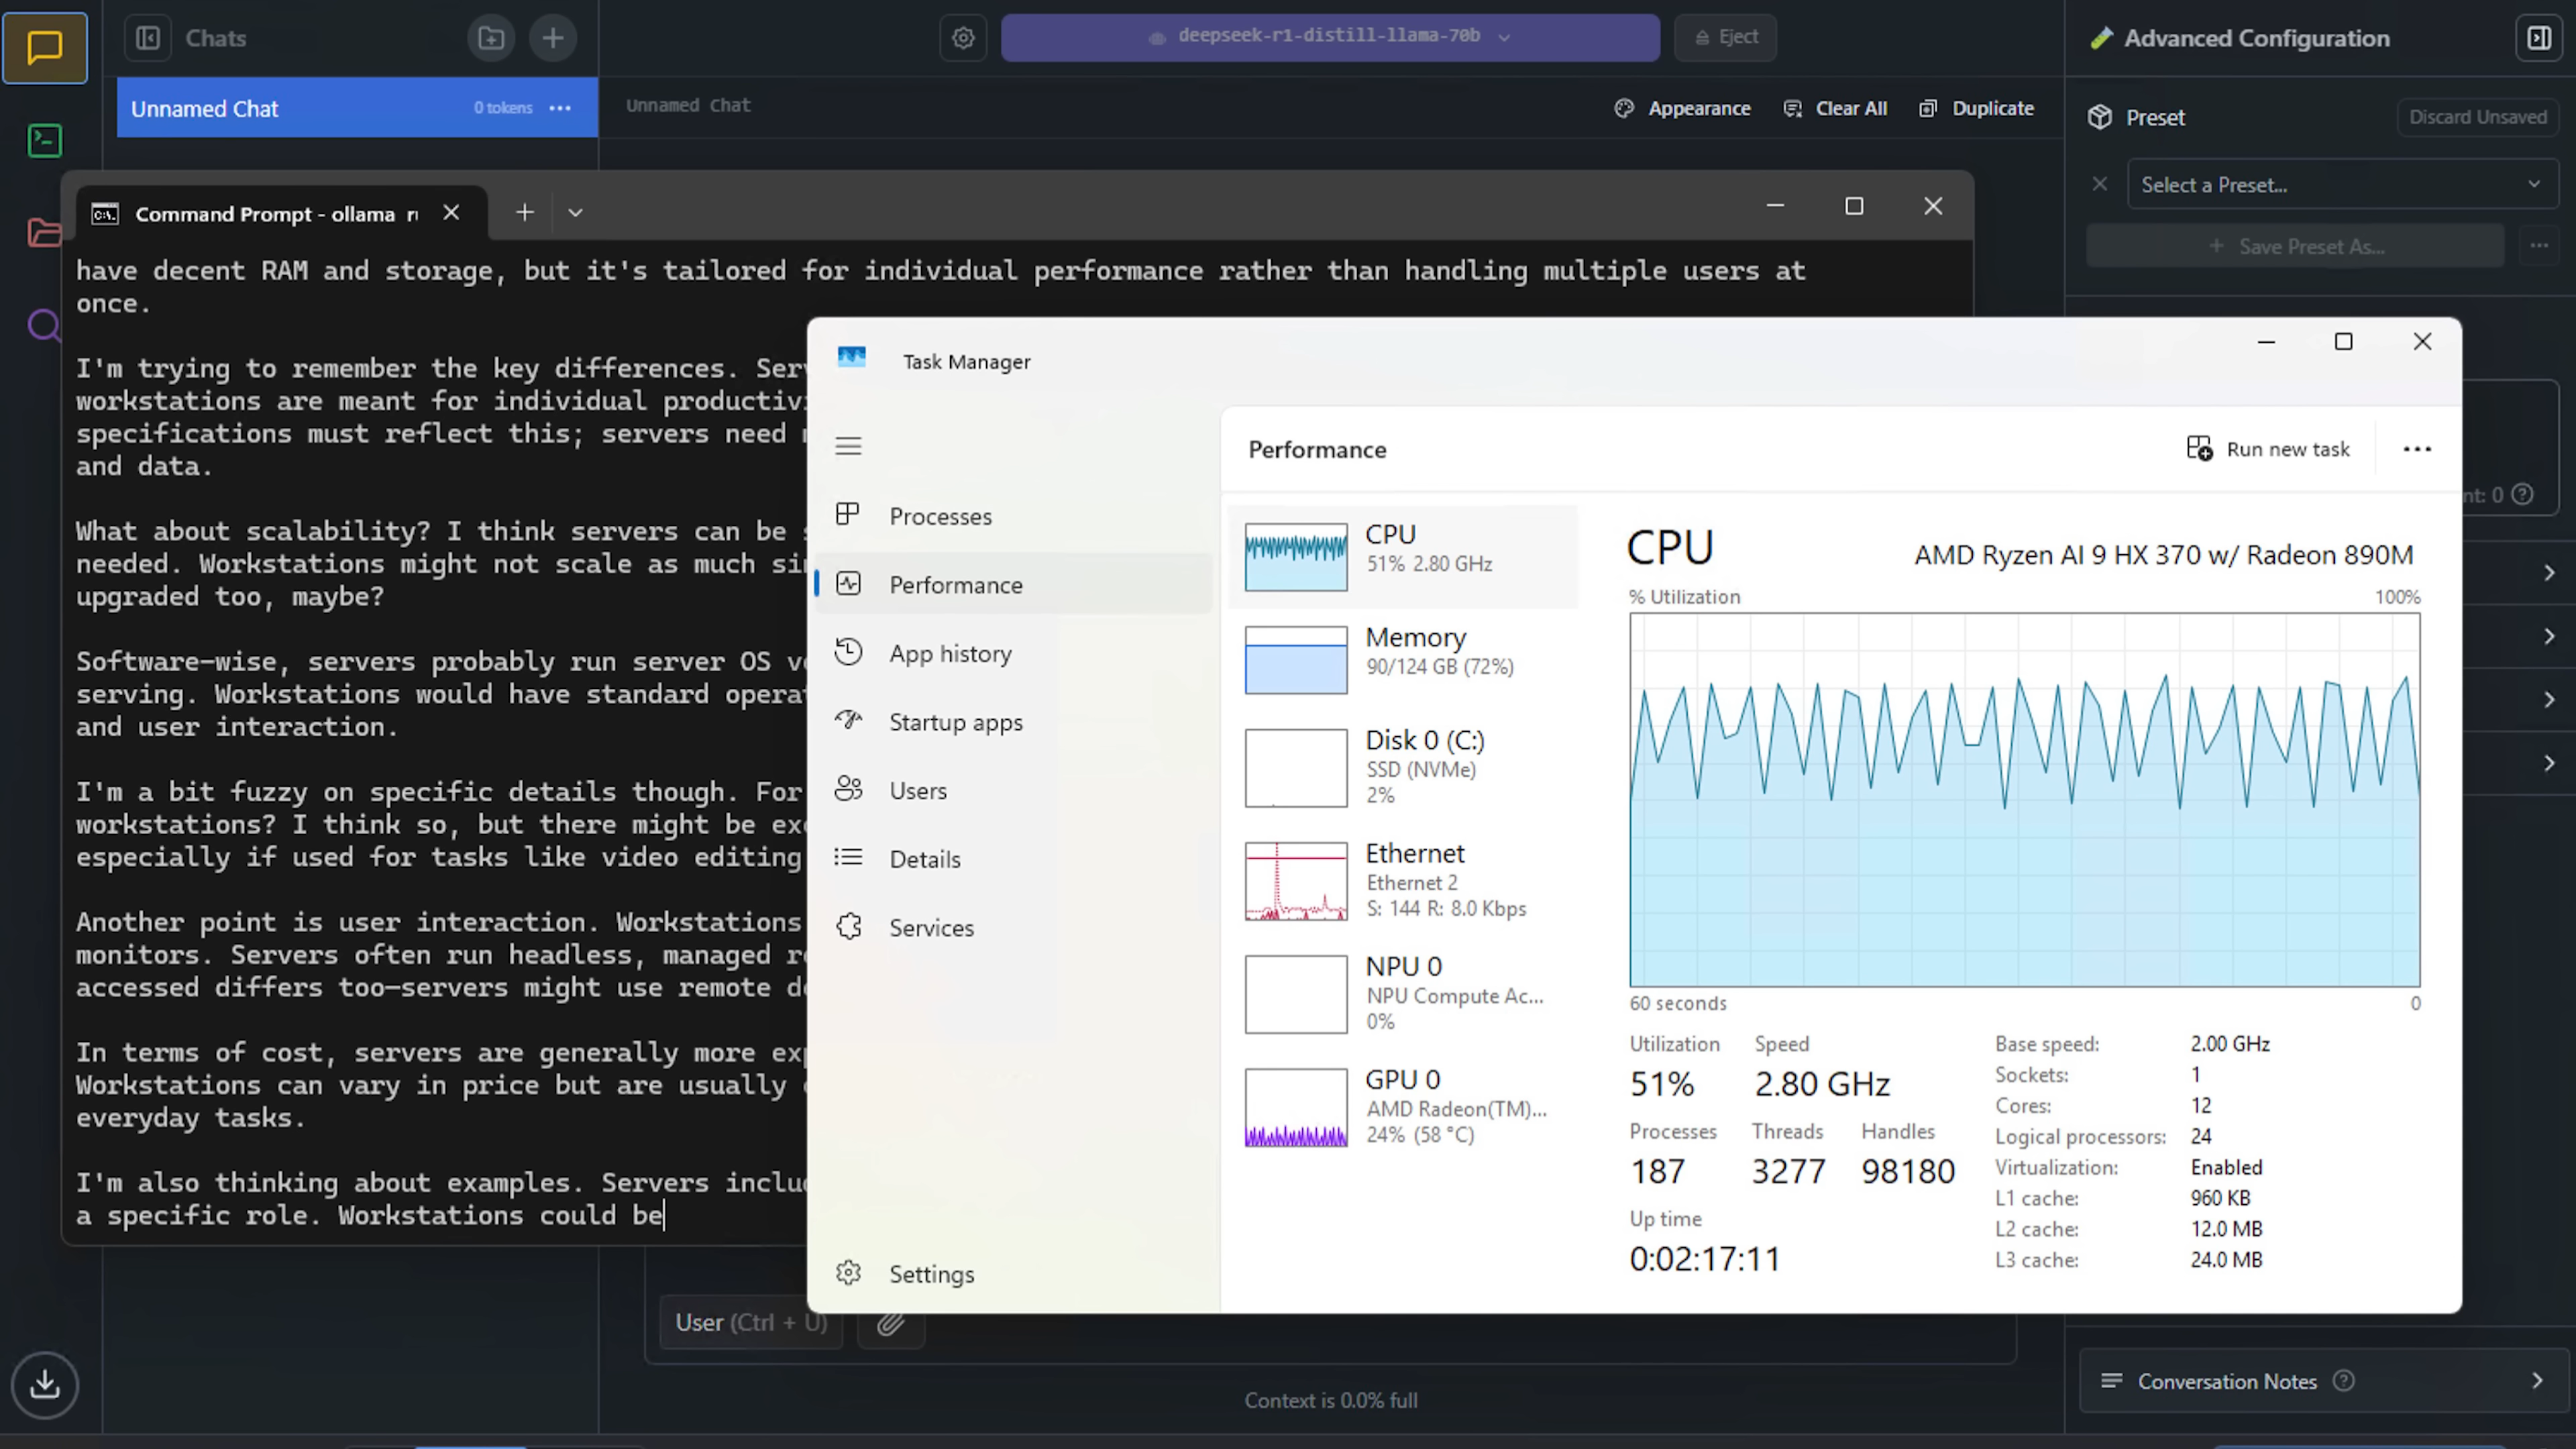 Chats
deepseek-r1-distill-llama-70b
Eject
Advanced Configuration
Unnamed Chat
0 tokens
Unnamed Chat
Appearance
Clear All
Duplicate
Preset
Discard Unsaved
Select a Preset...
+ Save Preset As...
Command Prompt - ollama
have decent RAM and storage, but it's tailored for individual performance rather than handling multiple users at
once.
I'm trying to remember the key differences.
workstations are meant for individual
specifications must reflect this; servers need
and data.
What about scalability? I think servers can be
needed. Workstations might not scale as much
upgraded too, maybe?
Software-wise, servers probably run server OS
serving. Workstations would have standard
and user interaction.
I'm a bit fuzzy on specific details though. For
workstations? I think so, but there might be
especially if used for tasks like video editing
Another point is user interaction. Workstations
monitors. Servers often run headless, managed
accessed differs too—servers might use remote
In terms of cost, servers are generally more
Workstations can vary in price but are usually
everyday tasks.
I'm also thinking about examples. Servers
a specific role. Workstations could be
Task Manager
Processes
Performance
App history
Startup apps
Users
Details
Services
Settings
Performance
Run new task
CPU
51% 2.80 GHz
Memory
90/124 GB (72%)
Disk 0 (C:)
SSD (NVMe)
2%
Ethernet
Ethernet 2
S: 144 R: 8.0 Kbps
NPU 0
NPU Compute Ac...
0%
GPU 0
AMD Radeon(TM)...
24% (58 °C)
CPU
AMD Ryzen AI 9 HX 370 w/ Radeon 890M
% Utilization
100%
60 seconds
0
Utilization
51%
Speed
2.80 GHz
Processes
187
Threads
3277
Handles
98180
Up time
0:02:17:11
Base speed: 2.00 GHz
Sockets: 1
Cores: 12
Logical processors: 24
Virtualization: Enabled
L1 cache: 960 KB
L2 cache: 12.0 MB
L3 cache: 24.0 MB
0
User (Ctrl + U)
Context is 0.0% full
Conversation Notes